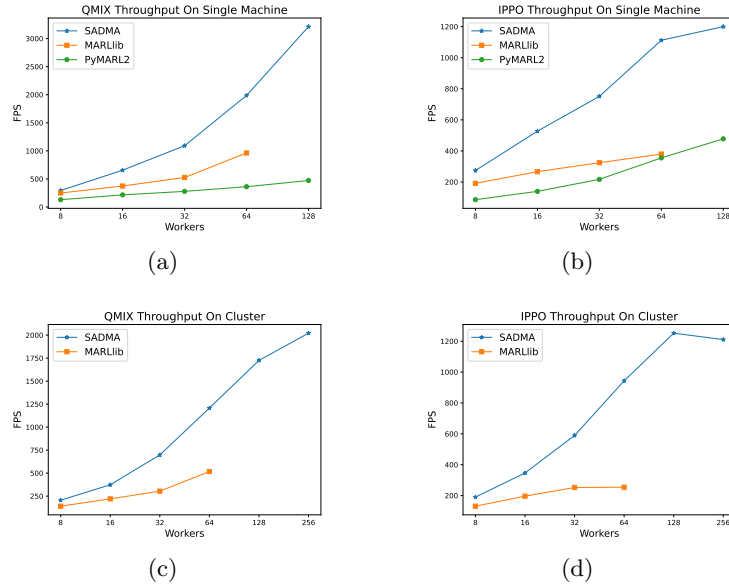 QMIX Throughput On Single Machine
SADMA
MARLlib
PyMARL2
FPS
3000
2500
2000
1500
1000
500
0
8 16 32 64 128
Workers
(a)
IPPO Throughput On Single Machine
SADMA
MARLlib
PyMARL2
FPS
1200
1000
800
600
400
200
8 16 32 64 128
Workers
(b)
QMIX Throughput On Cluster
SADMA
MARLlib
FPS
2000
1750
1500
1250
1000
750
500
250
8 16 32 64 128 256
Workers
(c)
IPPO Throughput On Cluster
SADMA
MARLlib
FPS
1200
1000
800
600
400
200
8 16 32 64 128 256
Workers
(d)